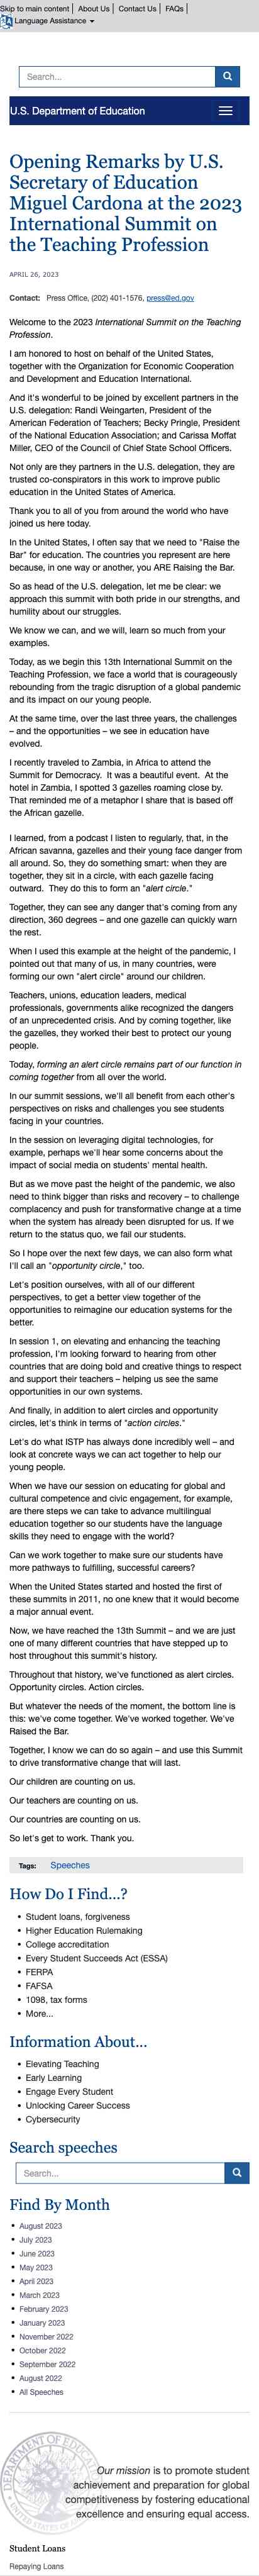 Skip to main content | About Us | Contact Us | FAQs |
Language Assistance
Search...
U.S. Department of Education
Opening Remarks by U.S.
Secretary of Education
Miguel Cardona at the 2023
International Summit on
the Teaching Profession
APRIL 26, 2023
Contact: Press Office, (202) 401-1576, press@ed.gov
Welcome to the 2023 International Summit on the Teaching
Profession.
I am honored to host on behalf of the United States,
together with the Organization for Economic Cooperation
and Development and Education International.
And it's wonderful to be joined by excellent partners in the
U.S. delegation: Randi Weingarten, President of the
American Federation of Teachers; Becky Pringle, President
of the National Education Association; and Carissa Moffat
Miller, CEO of the Council of Chief State School Officers.
Not only are they partners in the U.S. delegation, they are
trusted co-conspirators in this work to improve public
education in the United States of America.
Thank you to all of you from around the world who have
joined us here today.
In the United States, I often say that we need to "Raise the
Bar" for education. The countries you represent are here
because, in one way or another, you ARE Raising the Bar.
So as head of the U.S. delegation, let me be clear: we
approach this summit with both pride in our strengths, and
humility about our struggles.
We know we can, and we will, learn so much from your
examples.
Today, as we begin this 13th International Summit on the
Teaching Profession, we face a world that is courageously
rebounding from the tragic disruption of a global pandemic
and its impact on our young people.
At the same time, over the last three years, the challenges
– and the opportunities – we see in education have
evolved.
I recently traveled to Zambia, in Africa to attend the
Summit for Democracy. It was a beautiful event. At the
hotel in Zambia, I spotted 3 gazelles roaming close by.
That reminded me of a metaphor I share that is based off
the African gazelle.
I learned, from a podcast I listen to regularly, that, in the
African savanna, gazelles and their young face danger from
all around. So, they do something smart: when they are
together, they sit in a circle, with each gazelle facing
outward. They do this to form an "alert circle."
Together, they can see any danger that's coming from any
direction, 360 degrees – and one gazelle can quickly warn
the rest.
When I used this example at the height of the pandemic, I
pointed out that many of us, in many countries, were
forming our own "alert circle" around our children.
Teachers, unions, education leaders, medical
professionals, governments alike recognized the dangers
of an unprecedented crisis. And by coming together, like
the gazelles, they worked their best to protect our young
people.
Today, forming an alert circle remains part of our function in
coming together from all over the world.
In our summit sessions, we'll all benefit from each other's
perspectives on risks and challenges you see students
facing in your countries.
In the session on leveraging digital technologies, for
example, perhaps we'll hear some concerns about the
impact of social media on students' mental health.
But as we move past the height of the pandemic, we also
need to think bigger than risks and recovery – to challenge
complacency and push for transformative change at a time
when the system has already been disrupted for us. If we
return to the status quo, we fail our students.
So I hope over the next few days, we can also form what
I'll call an "opportunity circle," too.
Let's position ourselves, with all of our different
perspectives, to get a better view together of the
opportunities to reimagine our education systems for the
better.
In session 1, on elevating and enhancing the teaching
profession, I'm looking forward to hearing from other
countries that are doing bold and creative things to respect
and support their teachers – helping us see the same
opportunities in our own systems.
And finally, in addition to alert circles and opportunity
circles, let's think in terms of "action circles."
Let's do what ISTP has always done incredibly well – and
look at concrete ways we can act together to help our
young people.
When we have our session on educating for global and
cultural competence and civic engagement, for example,
are there steps we can take to advance multilingual
education together so our students have the language
skills they need to engage with the world?
Can we work together to make sure our students have
more pathways to fulfilling, successful careers?
When the United States started and hosted the first of
these summits in 2011, no one knew that it would become
a major annual event.
Now, we have reached the 13th Summit – and we are just
one of many different countries that have stepped up to
host throughout this summit's history.
Throughout that history, we've functioned as alert circles.
Opportunity circles. Action circles.
But whatever the needs of the moment, the bottom line is
this: we've come together. We've worked together. We've
Raised the Bar.
Together, I know we can do so again – and use this Summit
to drive transformative change that will last.
Our children are counting on us.
Our teachers are counting on us.
Our countries are counting on us.
So let's get to work. Thank you.
Tags: Speeches
How Do I Find...?
• Student loans, forgiveness
• Higher Education Rulemaking
• College accreditation
• Every Student Succeeds Act (ESSA)
• FERPA
• FAFSA
• 1098, tax forms
• More...
Information About...
• Elevating Teaching
• Early Learning
• Engage Every Student
• Unlocking Career Success
• Cybersecurity
Search speeches
Search...
Find By Month
• August 2023
• July 2023
• June 2023
• May 2023
• April 2023
• March 2023
• February 2023
• January 2023
• November 2022
• October 2022
• September 2022
• August 2022
• All Speeches
Our mission is to promote student
achievement and preparation for global
competitiveness by fostering educational
excellence and ensuring equal access.
Student Loans
Repaying Loans